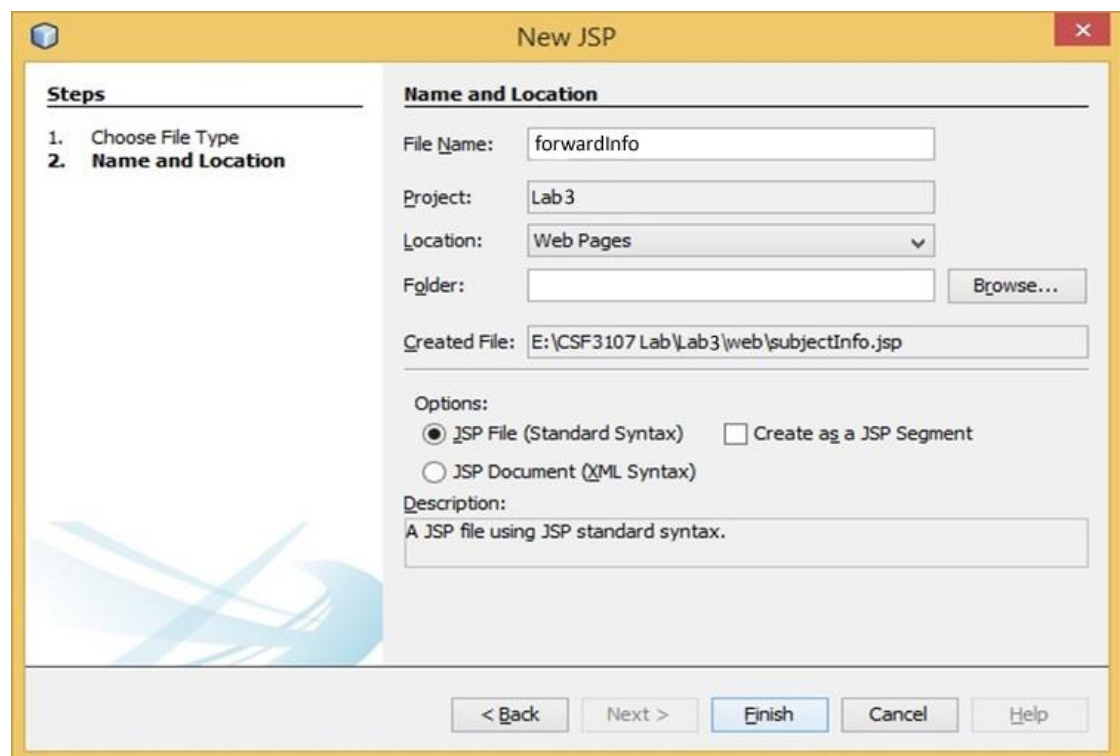 New JSP
Steps
1. Choose File Type
2. Name and Location
Name and Location
File Name: forwardInfo
Project: Lab3
Location: Web Pages
Folder: Browse...
Created File: E:\CSF3107 Lab\Lab3\web\subjectInfo.jsp
Options:
JSP File (Standard Syntax) Create as a JSP Segment
JSP Document (XML Syntax)
Description:
A JSP file using JSP standard syntax.
< Back Next > Finish Cancel Help